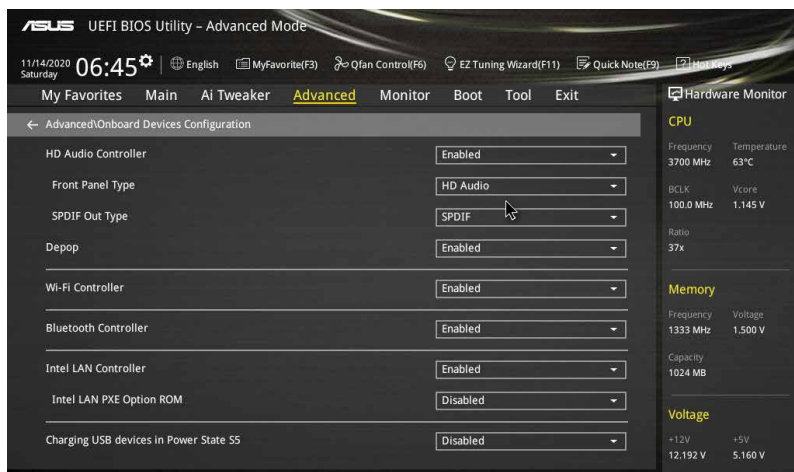 ASUS UEFI BIOS Utility – Advanced Mode
11/14/2020
Saturday
06:45
English
MyFavorite(F3)
Qfan Control(F6)
EZ Tuning Wizard(F11)
Quick Note(F9)
? Hot Keys
My Favorites
Main
Ai Tweaker
Advanced
Monitor
Boot
Tool
Exit
Hardware Monitor
← Advanced\Onboard Devices Configuration
HD Audio Controller Enabled
Front Panel Type HD Audio
SPDIF Out Type SPDIF
Depop Enabled
Wi-Fi Controller Enabled
Bluetooth Controller Enabled
Intel LAN Controller Enabled
Intel LAN PXE Option ROM Disabled
Charging USB devices in Power State S5 Disabled
CPU
Frequency Temperature
3700 MHz 63°C
BCLK Vcore
100.0 MHz 1.145 V
Ratio
37x
Memory
Frequency Voltage
1333 MHz 1.500 V
Capacity
1024 MB
Voltage
+12V +5V
12.192 V 5.160 V